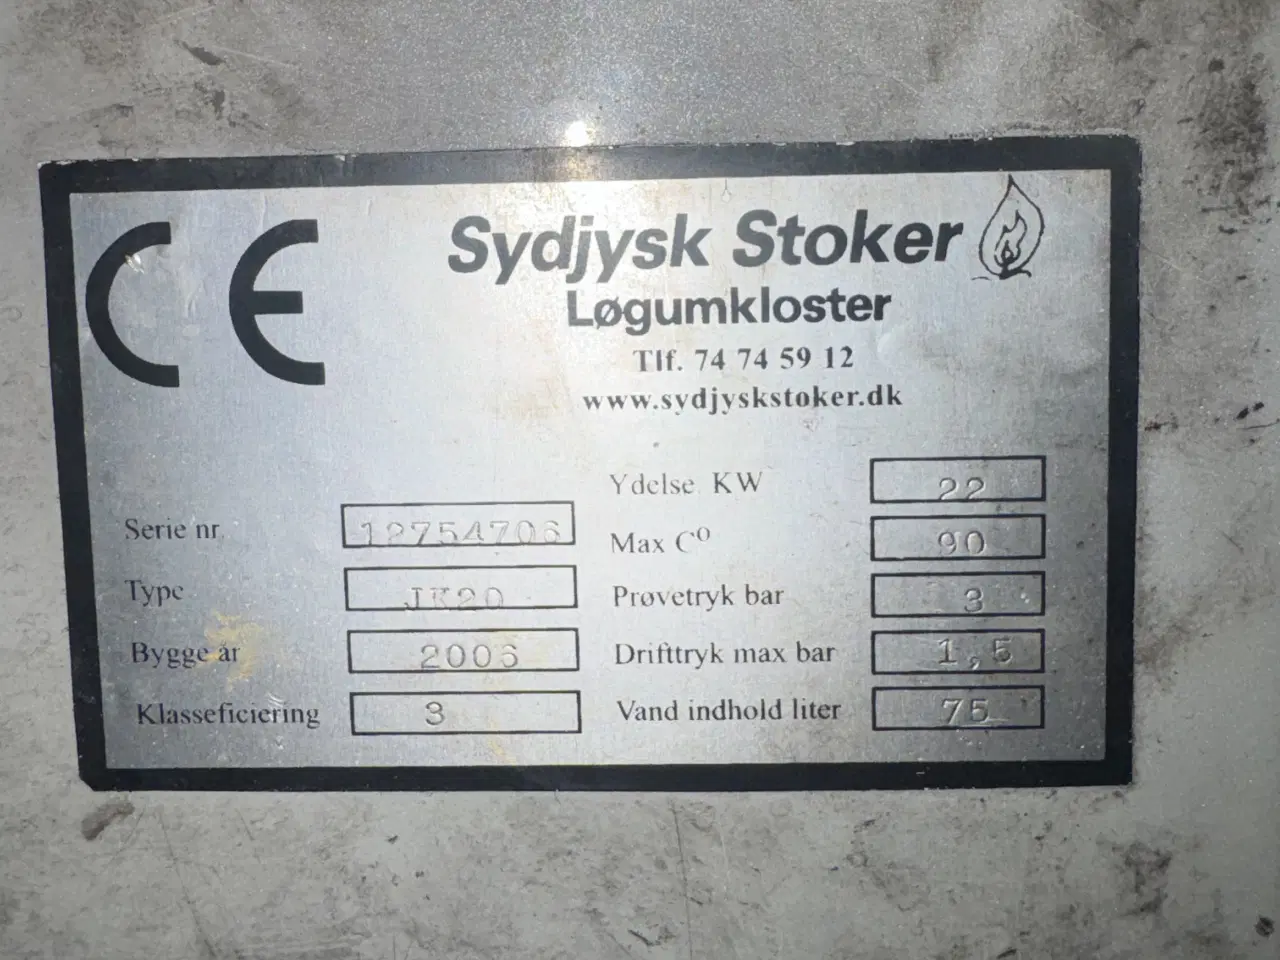 CE
Sydjysk Stoker
Løgumkloster
Tlf. 74 74 59 12
www.sydjyskstoker.dk
Serie nr. 12754706
Type JK20
Bygge år 2006
Klasseficiering 3
Ydelse KW 22
Max C° 90
Prøvetryk bar 3
Drifttryk max bar 1,5
Vand indhold liter 75